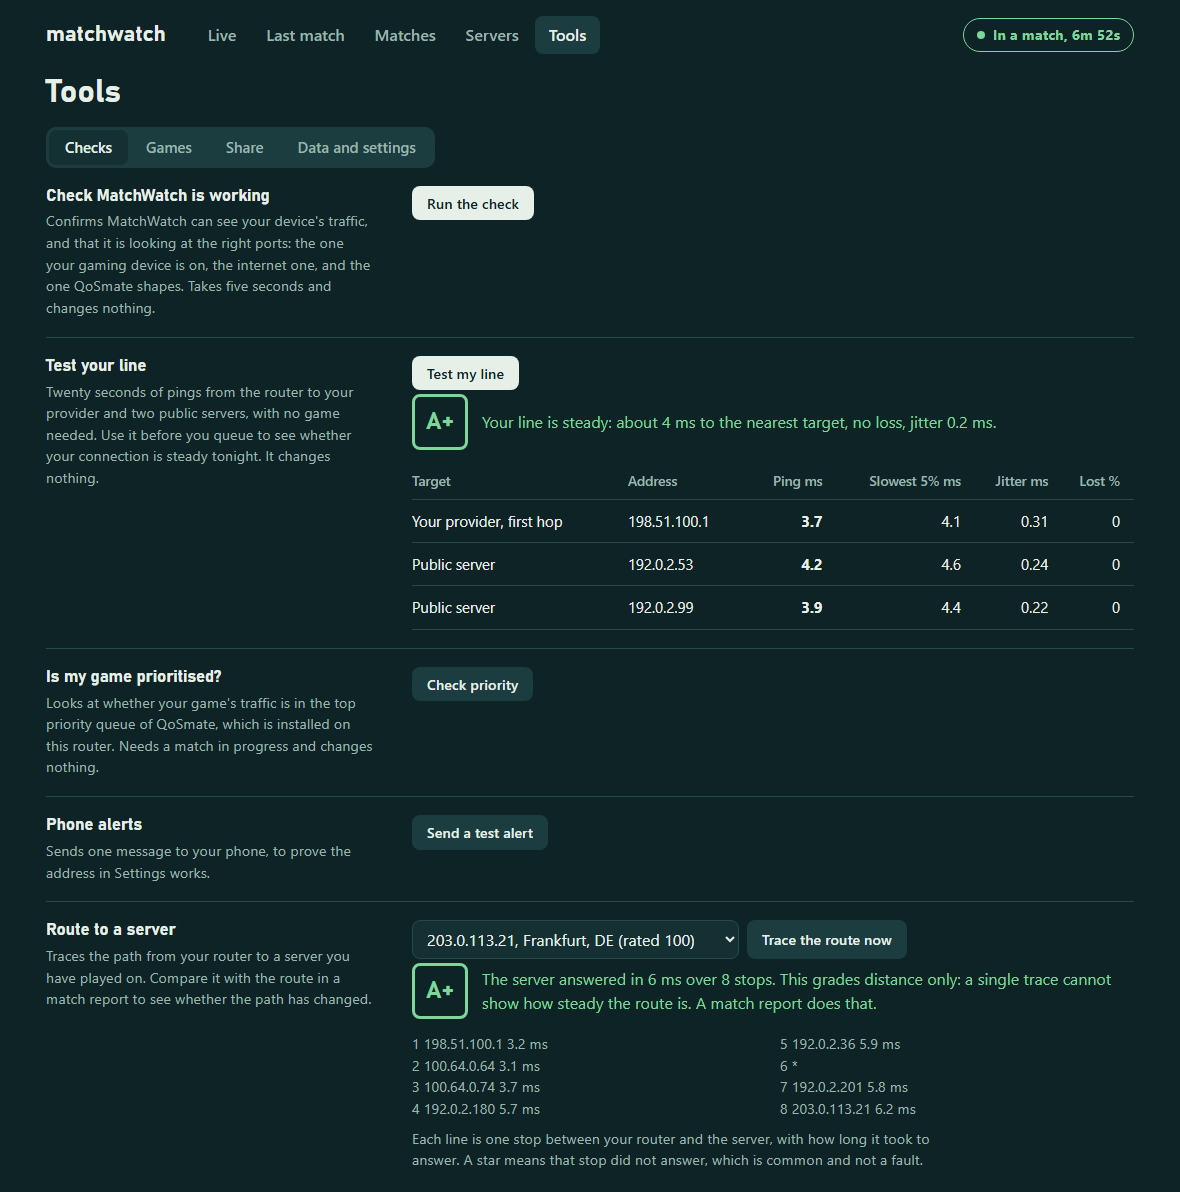 matchwatch Live Last match Matches Servers Tools In a match, 6m 52s
Tools
Checks Games Share Data and settings
Check MatchWatch is working
Confirms MatchWatch can see your device's traffic,
and that it is looking at the right ports: the one
your gaming device is on, the internet one, and the
one QoSmate shapes. Takes five seconds and
changes nothing.
Run the check
Test your line
Twenty seconds of pings from the router to your
provider and two public servers, with no game
needed. Use it before you queue to see whether
your connection is steady tonight. It changes
nothing.
Test my line
A+ Your line is steady: about 4 ms to the nearest target, no loss, jitter 0.2 ms.
Target Address Ping ms Slowest 5% ms Jitter ms Lost %
Your provider, first hop 198.51.100.1 3.7 4.1 0.31 0
Public server 192.0.2.53 4.2 4.6 0.24 0
Public server 192.0.2.99 3.9 4.4 0.22 0
Is my game prioritised?
Looks at whether your game's traffic is in the top
priority queue of QoSmate, which is installed on
this router. Needs a match in progress and changes
nothing.
Check priority
Phone alerts
Sends one message to your phone, to prove the
address in Settings works.
Send a test alert
Route to a server
Traces the path from your router to a server you
have played on. Compare it with the route in a
match report to see whether the path has changed.
203.0.113.21, Frankfurt, DE (rated 100) Trace the route now
A+ The server answered in 6 ms over 8 stops. This grades distance only: a single trace cannot
show how steady the route is. A match report does that.
1 198.51.100.1 3.2 ms
2 100.64.0.64 3.1 ms
3 100.64.0.74 3.7 ms
4 192.0.2.180 5.7 ms
5 192.0.2.36 5.9 ms
6 *
7 192.0.2.201 5.8 ms
8 203.0.113.21 6.2 ms
Each line is one stop between your router and the server, with how long it took to
answer. A star means that stop did not answer, which is common and not a fault.